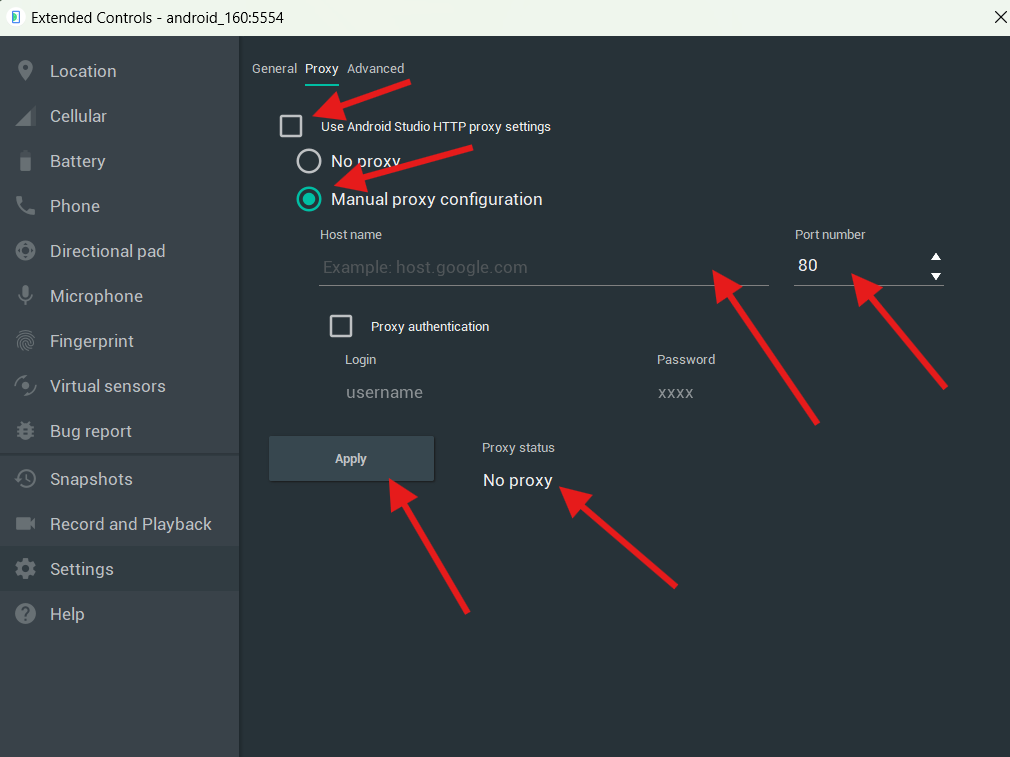 Extended Controls - android_160:5554
Location
Cellular
Battery
Phone
Directional pad
Microphone
Fingerprint
Virtual sensors
Bug report
Snapshots
Record and Playback
Settings
Help
General Proxy Advanced
Use Android Studio HTTP proxy settings
No proxy
Manual proxy configuration
Host name Port number
Example: host.google.com 80
Proxy authentication
Login Password
username xxxx
Apply
Proxy status
No proxy